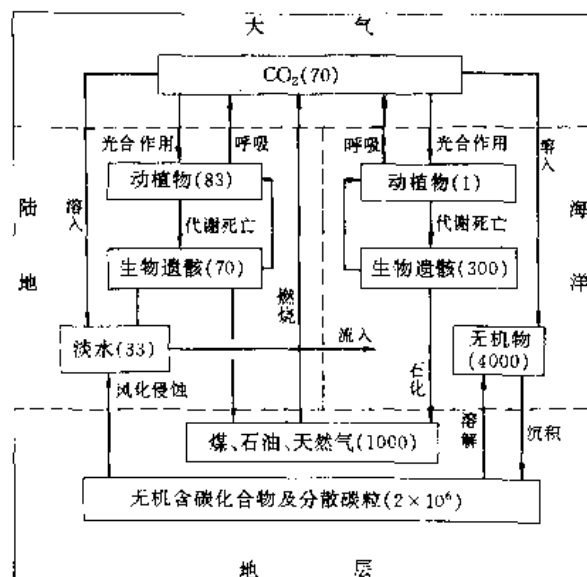 大 气
CO₂(70)
光合作用
呼吸
呼吸
光合作用
溶入
溶入
陆地
海洋
动植物(83)
动植物(1)
代谢死亡
代谢死亡
生物遗骸(70)
生物遗骸(300)
燃烧
淡水(33)
流入
无机物
(4000)
石化
风化侵蚀
溶解
沉积
煤、石油、天然气(1000)
无机含碳化合物及分散碳粒(2×10⁶)
地 层